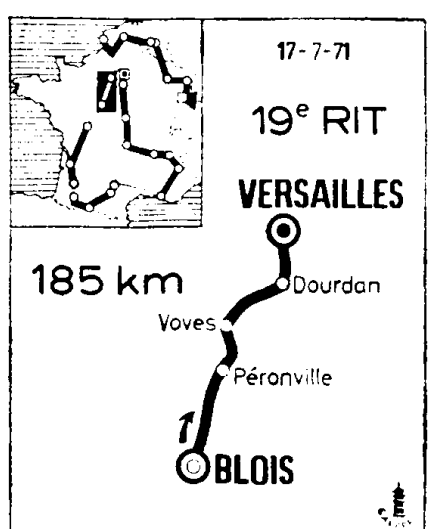 17-7-71
19e RIT
VERSAILLES
185 km
Dourdan
Voves
Péronville
BLOIS